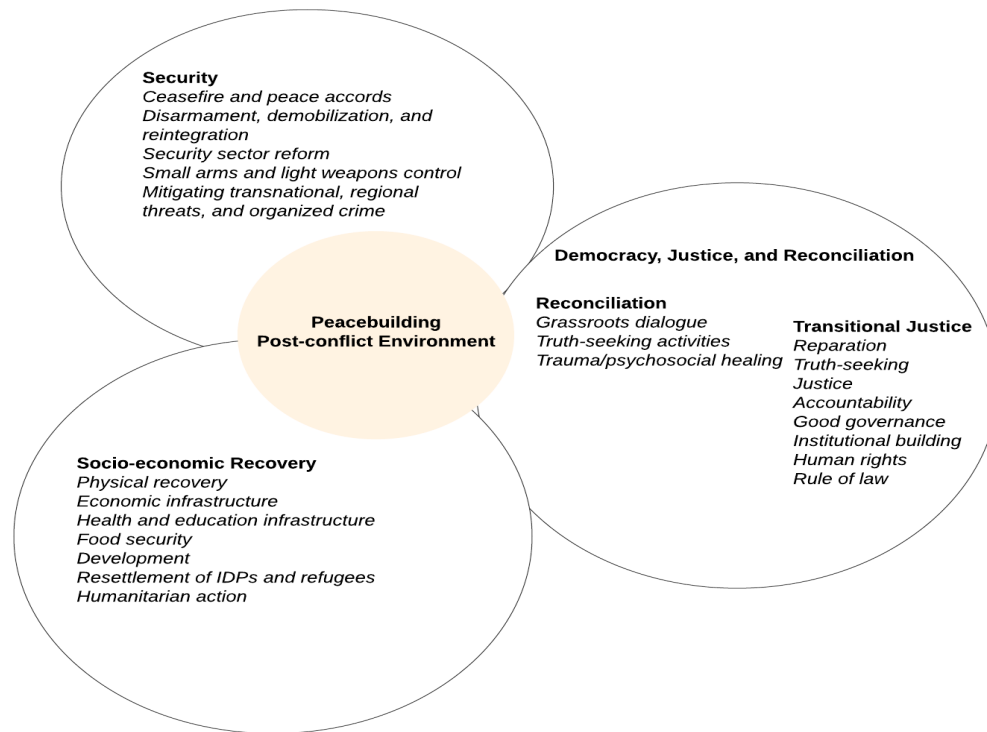 Security
Ceasefire and peace accords
Disarmament, demobilization, and
reintegration
Security sector reform
Small arms and light weapons control
Mitigating transnational, regional
threats, and organized crime
Peacebuilding
Post-conflict Environment
Democracy, Justice, and Reconciliation
Reconciliation
Grassroots dialogue
Truth-seeking activities
Trauma/psychosocial healing
Transitional Justice
Reparation
Truth-seeking
Justice
Accountability
Good governance
Institutional building
Human rights
Rule of law
Socio-economic Recovery
Physical recovery
Economic infrastructure
Health and education infrastructure
Food security
Development
Resettlement of IDPs and refugees
Humanitarian action